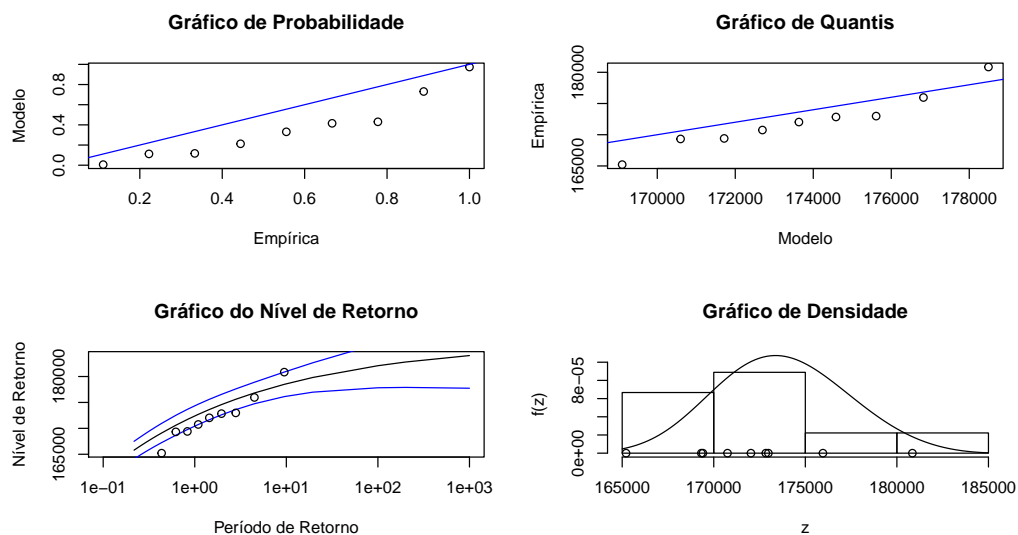 Gráfico de Probabilidade
Modelo
0.0
0.4
0.8
0.2
0.4
0.6
0.8
1.0
Empírica
Gráfico de Quantis
Empírica
165000
180000
170000
172000
174000
176000
178000
Modelo
Gráfico do Nível de Retorno
Nível de Retorno
165000
180000
1e−01
1e+00
1e+01
1e+02
1e+03
Período de Retorno
Gráfico de Densidade
f(z)
0e+00
8e−05
165000
170000
175000
180000
185000
z